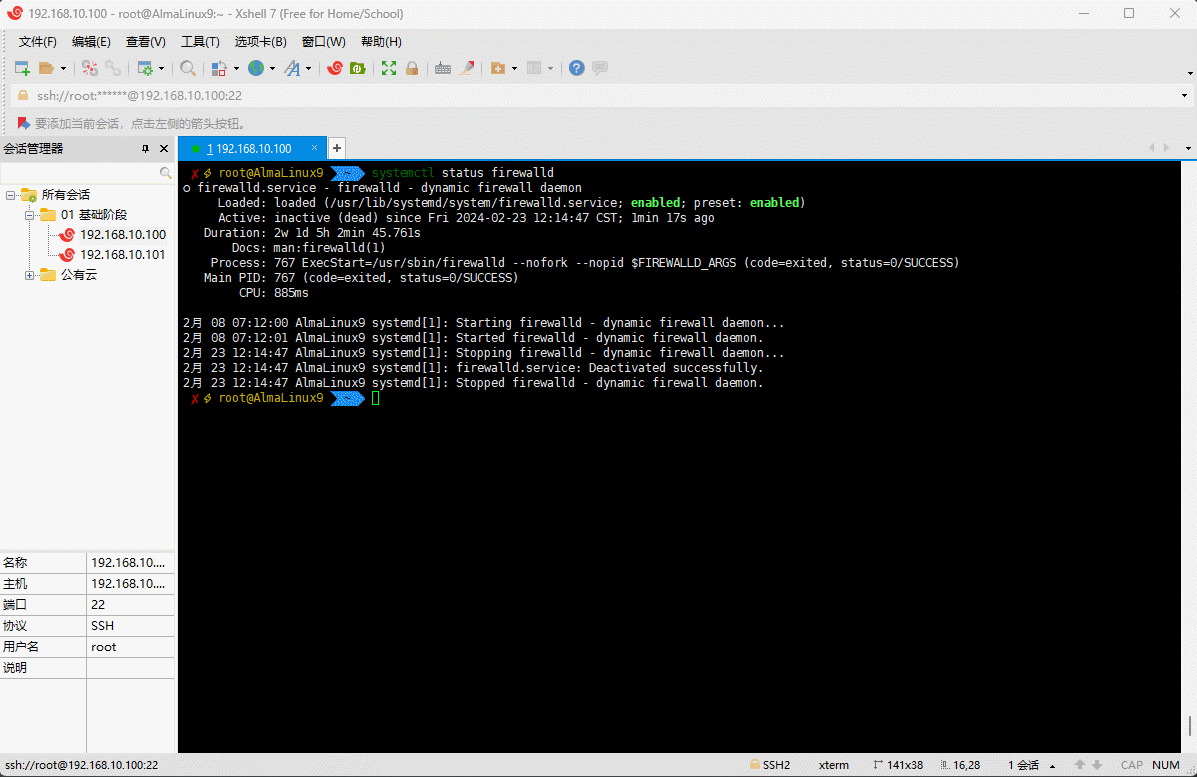 192.168.10.100 - root@AlmaLinux9:~ - Xshell 7 (Free for Home/School)
文件(F) 编辑(E) 查看(V) 工具(T) 选项卡(B) 窗口(W) 帮助(H)
ssh://root:******@192.168.10.100:22
要添加当前会话，点击左侧的箭头按钮。
会话管理器
1 192.168.10.100
所有会话
01 基础阶段
192.168.10.100
192.168.10.101
公有云
✗ ⚡ root@AlmaLinux9 ~ systemctl status firewalld
○ firewalld.service - firewalld - dynamic firewall daemon
Loaded: loaded (/usr/lib/systemd/system/firewalld.service; enabled; preset: enabled)
Active: inactive (dead) since Fri 2024-02-23 12:14:47 CST; 1min 17s ago
Duration: 2w 1d 5h 2min 45.761s
Docs: man:firewalld(1)
Process: 767 ExecStart=/usr/sbin/firewalld --nofork --nopid $FIREWALLD_ARGS (code=exited, status=0/SUCCESS)
Main PID: 767 (code=exited, status=0/SUCCESS)
CPU: 885ms
2月 08 07:12:00 AlmaLinux9 systemd[1]: Starting firewalld - dynamic firewall daemon...
2月 08 07:12:01 AlmaLinux9 systemd[1]: Started firewalld - dynamic firewall daemon.
2月 23 12:14:47 AlmaLinux9 systemd[1]: Stopping firewalld - dynamic firewall daemon...
2月 23 12:14:47 AlmaLinux9 systemd[1]: firewalld.service: Deactivated successfully.
2月 23 12:14:47 AlmaLinux9 systemd[1]: Stopped firewalld - dynamic firewall daemon.
✗ ⚡ root@AlmaLinux9 ~
名称 192.168.10....
主机 192.168.10....
端口 22
协议 SSH
用户名 root
说明
ssh://root@192.168.10.100:22 SSH2 xterm 141x38 16,28 1 会话 CAP NUM